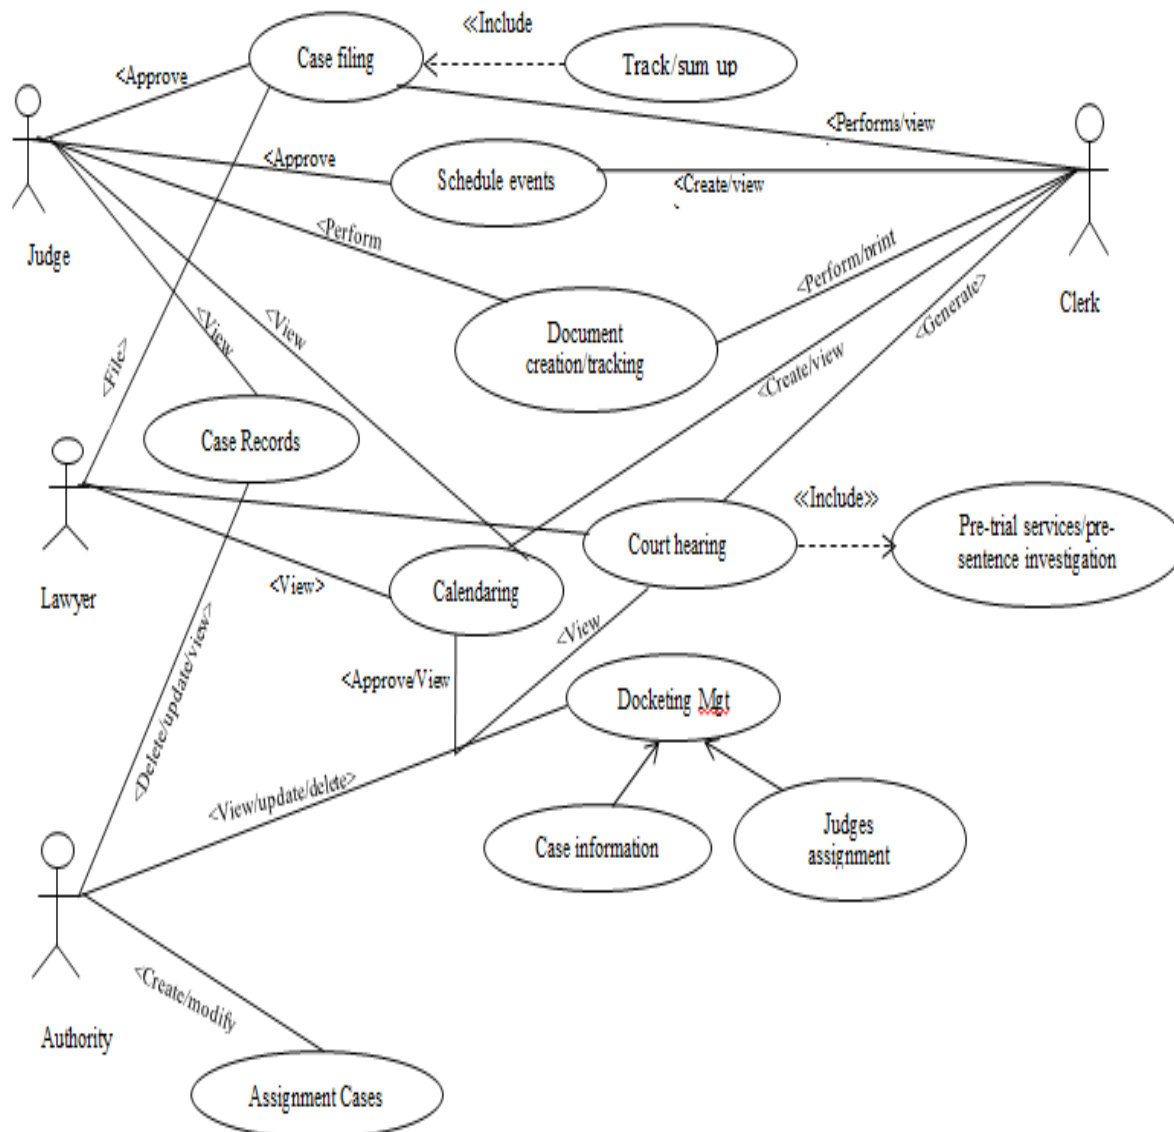 ≪Include
Case filing
Track/sum up
<Approve
<Performs/view
<Approve
Schedule events
<Create/view
Judge
<Perform
<Perform/print
<Generate>
Clerk
<View
<View
Document
creation/tracking
<File>
<Create/view
Case Records
≪Include≫
Pre-trial services/pre-
sentence investigation
Court hearing
<View>
Calendaring
Lawyer
<View
<Delete/update/view>
<Approve/View
Docketing Mgt
<View/update/delete>
Case information
Judges
assignment
<Create/modify
Authority
Assignment Cases